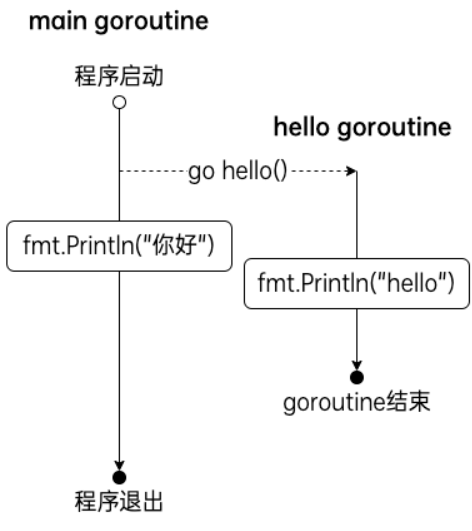 main goroutine
程序启动
hello goroutine
go hello()
fmt.Println("你好")
fmt.Println("hello")
goroutine结束
程序退出